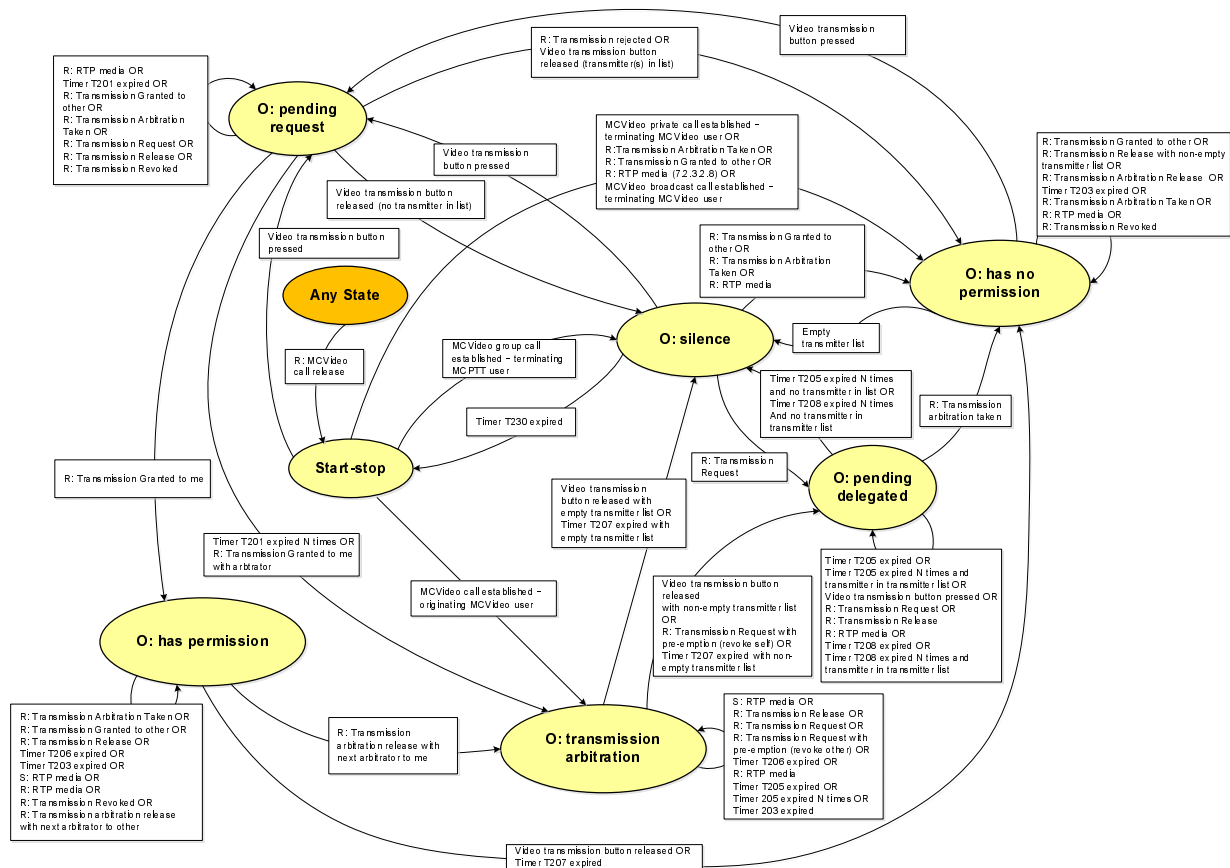 Video transmission
button pressed
R: Transmission rejected OR
Video transmission button
released (transmitter(s) in list)
R: RTP media OR
Timer T201 expired OR
R: Transmission Granted to
other OR
R: Transmission Arbitration
Taken OR
R: Transmission Request OR
R: Transmission Release OR
R: Transmission Revoked
O: pending
request
MCVideo private call established –
terminating MCVideo user OR
R:Transmission Arbitration Taken OR
R: Transmission Granted to other OR
R: RTP media (7.2.3.2.8) OR
MCVideo broadcast call established –
terminating MCVideo user
Video transmission
button pressed
R: Transmission Granted to other OR
R: Transmission Release with non-empty
transmitter list OR
R: Transmission Arbitration Release OR
Timer T203 expired OR
R: Transmission Arbitration Taken OR
R: RTP media OR
R: Transmission Revoked
Video transmission button
released (no transmitter in list)
Video transmission button
pressed
R: Transmission Granted to
other OR
R: Transmission Arbitration
Taken OR
R: RTP media
O: has no
permission
Any State
O: silence
Empty
transmitter list
R: MCVideo
call release
MCVideo group call
established – terminating
MCPTT user
Timer T205 expired N times
and no transmitter in list OR
Timer T208 expired N times
And no transmitter in
transmitter list
R: Transmission
arbitration taken
Timer T230 expired
Start-stop
R: Transmission
Request
O: pending
delegated
R: Transmission Granted to me
Video transmission
button released with
empty transmitter list OR
Timer T207 expired with
empty transmitter list
Timer T201 expired N times OR
R: Transmission Granted to me
with arbtrator
MCVideo call established –
originating MCVideo user
Video transmission button
released
with non-empty transmitter list
OR
R: Transmission Request with
pre-emption (revoke self) OR
Timer T207 expired with non-
empty transmitter list
Timer T205 expired OR
Timer T205 expired N times and
transmitter in transmitter list OR
Video transmission button pressed OR
R: Transmission Request OR
R: Transmission Release
R: RTP media OR
Timer T208 expired OR
Timer T208 expired N times and
transmitter in transmitter list
O: has permission
R: Transmission Arbitration Taken OR
R: Transmission Granted to other OR
R: Transmission Release OR
Timer T206 expired OR
Timer T203 expired OR
S: RTP media OR
R: RTP media OR
R: Transmission Revoked OR
R: Transmission arbitration release
with next arbitrator to other
R: Transmission
arbitration release with
next arbitrator to me
O: transmission
arbitration
S: RTP media OR
R: Transmission Release OR
R: Transmission Request OR
R: Transmission Request with
pre-emption (revoke other) OR
Timer T206 expired OR
R: RTP media
Timer T205 expired OR
Timer 205 expired N times OR
Timer 203 expired
Video transmission button released OR
Timer T207 expired